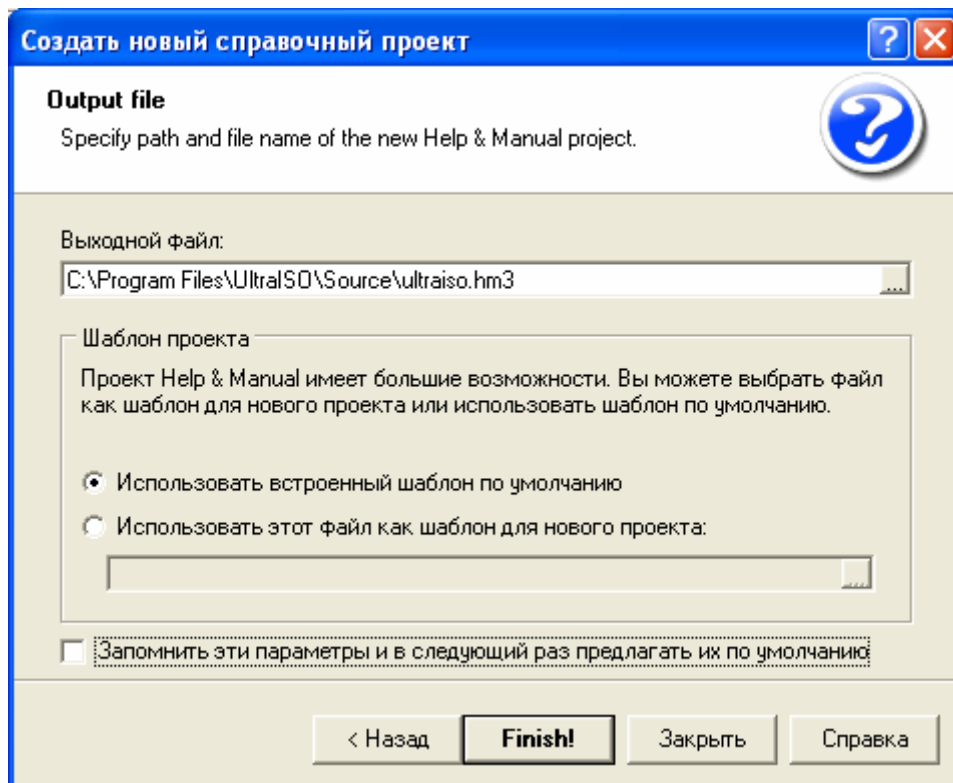 Создать новый справочный проект
Output file
Specify path and file name of the new Help & Manual project.
Выходной файл:
C:\Program Files\UltraISO\Source\ultraiso.hm3
...
Шаблон проекта
Проект Help & Manual имеет большие возможности. Вы можете выбрать файл
как шаблон для нового проекта или использовать шаблон по умолчанию.
Использовать встроенный шаблон по умолчанию
Использовать этот файл как шаблон для нового проекта:
...
Запомнить эти параметры и в следующий раз предлагать их по умолчанию
< Назад
Finish!
Закрыть
Справка